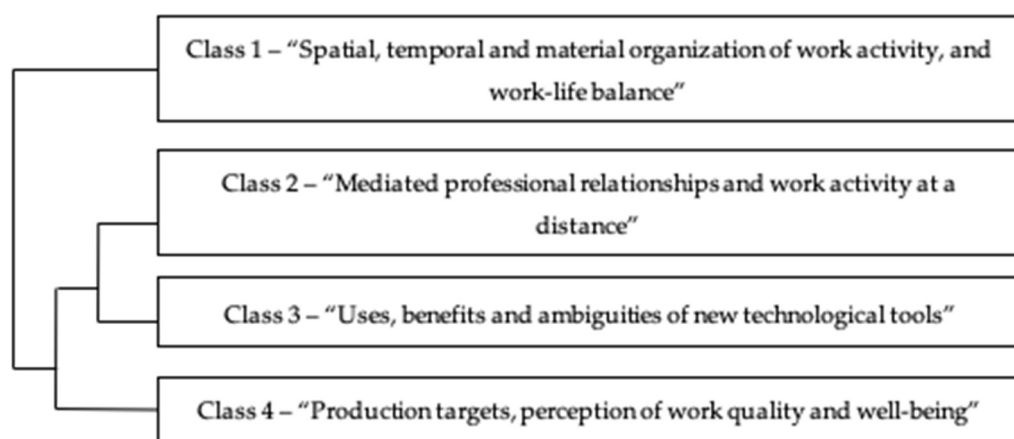 Class 1 – “Spatial, temporal and material organization of work activity, and
work-life balance”
Class 2 – “Mediated professional relationships and work activity at a
distance”
Class 3 – “Uses, benefits and ambiguities of new technological tools”
Class 4 – “Production targets, perception of work quality and well-being”